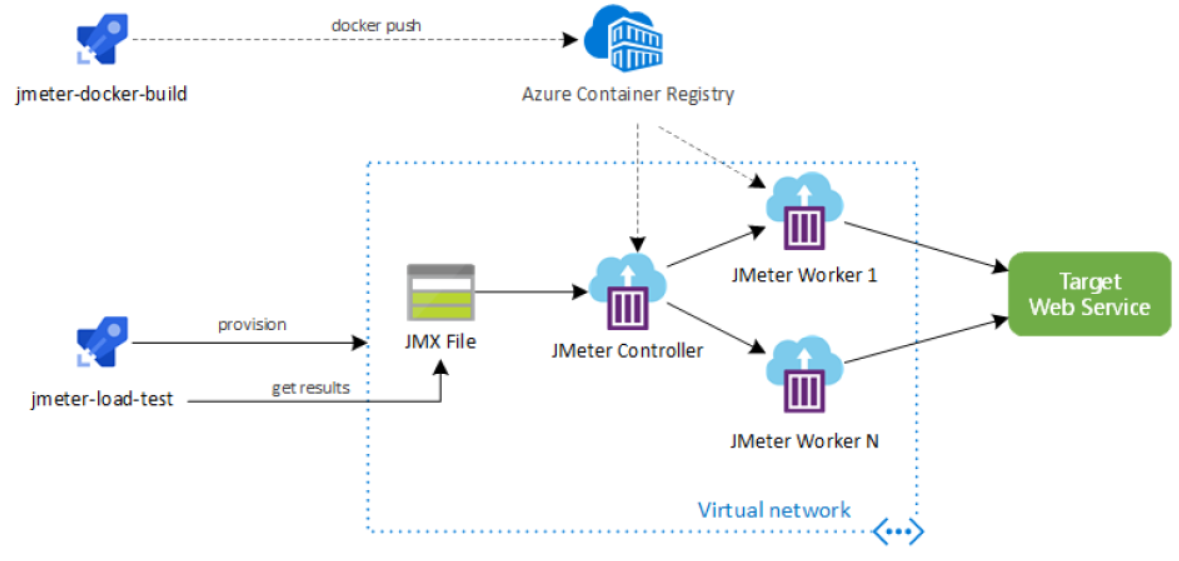 docker push
jmeter-docker-build
Azure Container Registry
JMeter Worker 1
Target
Web Service
provision
JMX File
JMeter Controller
get results
jmeter-load-test
JMeter Worker N
Virtual network